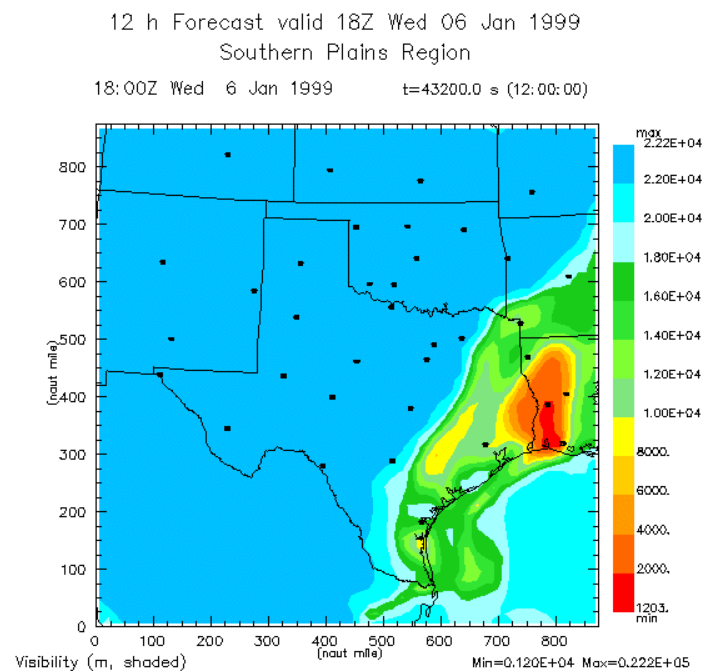 12 h Forecast valid 18Z Wed 06 Jan 1999
Southern Plains Region
18:00Z Wed 6 Jan 1999 t=43200.0 s (12:00:00)
max
2.22E+04
2.20E+04
2.00E+04
1.80E+04
1.60E+04
1.40E+04
1.20E+04
1.00E+04
8000.
6000.
4000.
2000.
1203.
min
800
700
600
500
400
300
200
100
0
(naut mile)
0 100 200 300 400 500 600 700 800
(naut mile)
Visibility (m, shaded) Min=0.120E+04 Max=0.222E+05